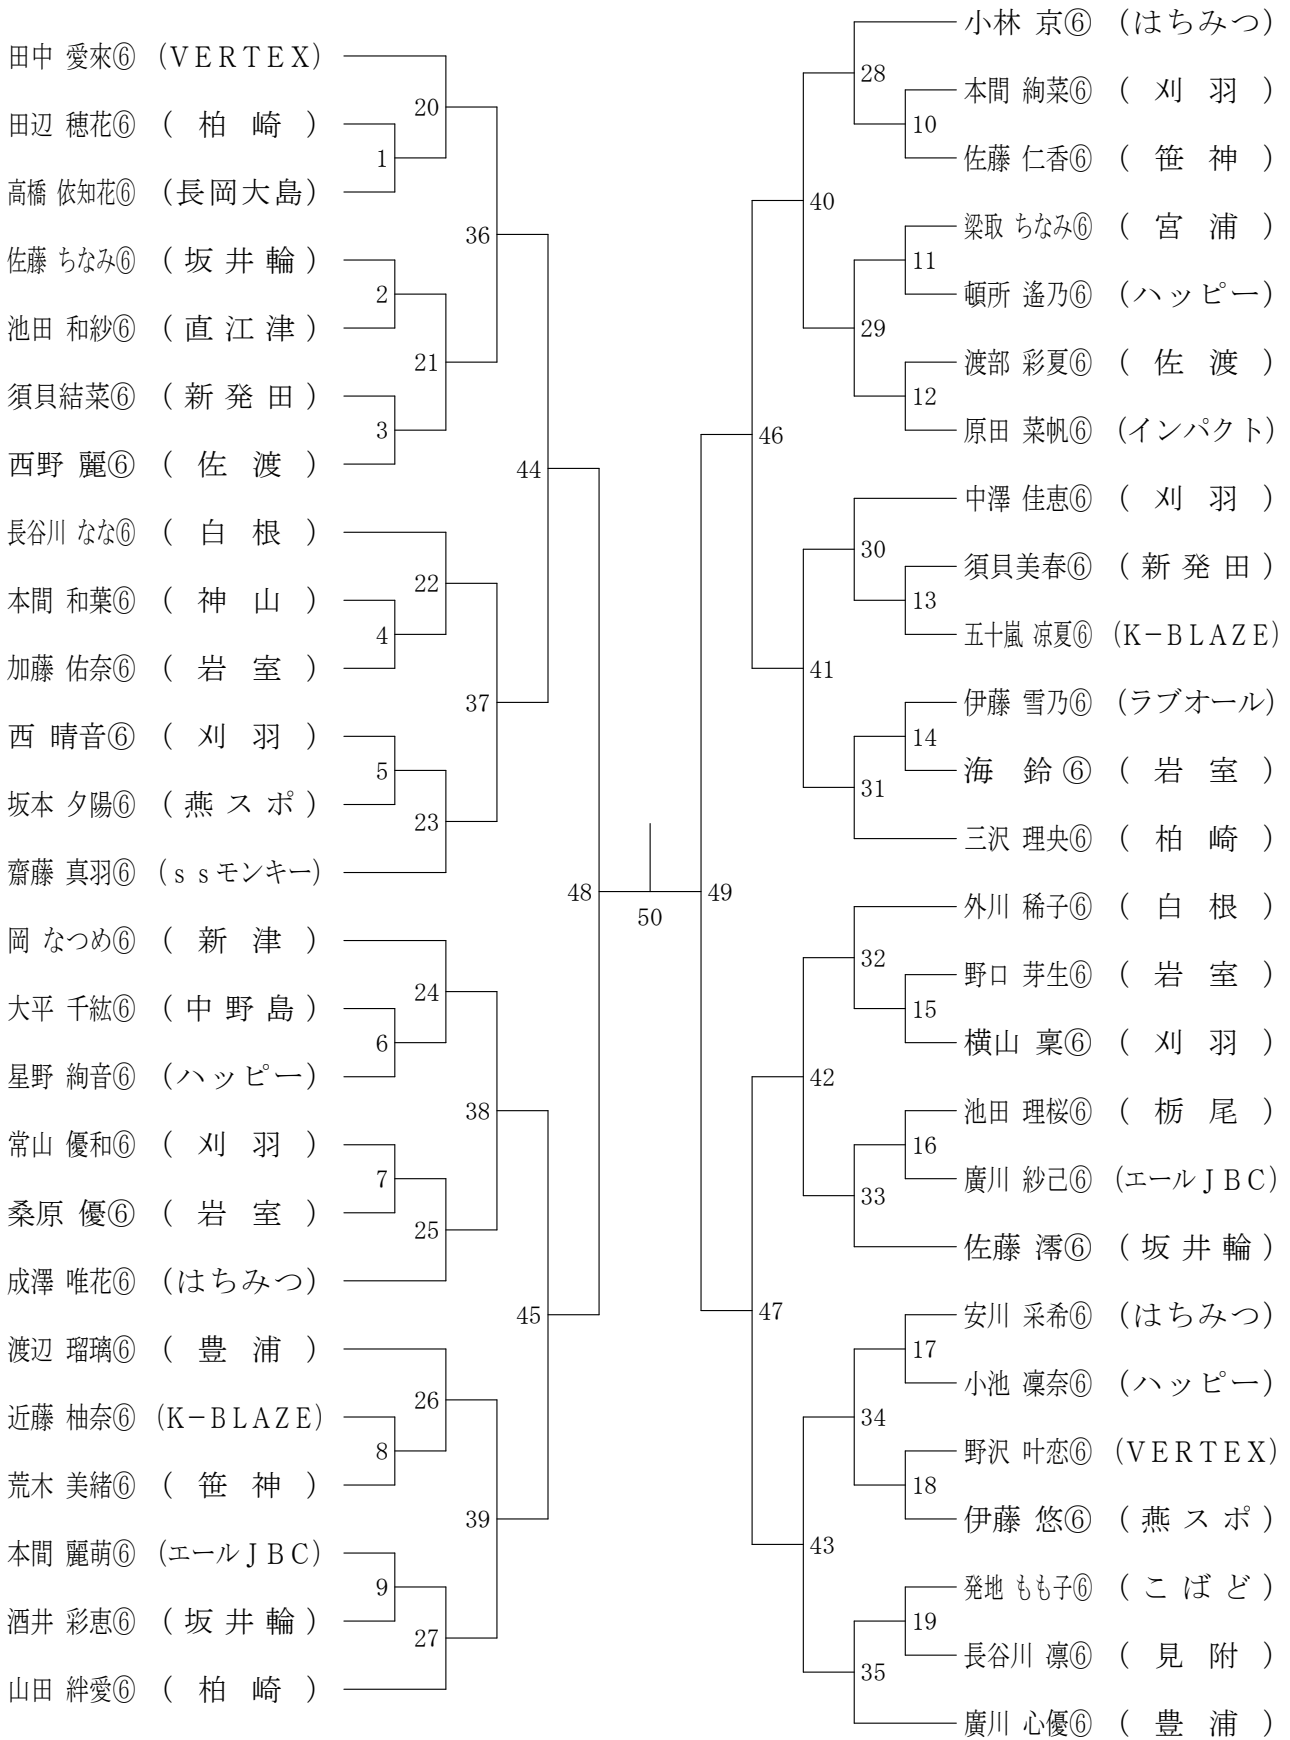 田中 愛來⑥ (VERTEX)
20
田辺 穂花⑥ ( 柏 崎 )
1
高橋 依知花⑥ (長岡大島)
36
佐藤 ちなみ⑥ ( 坂 井 輪 )
2
池田 和紗⑥ ( 直 江 津 )
21
須貝結菜⑥ ( 新 発 田 )
3
西野 麗⑥ ( 佐 渡 )
44
長谷川 なな⑥ ( 白 根 )
22
本間 和葉⑥ ( 神 山 )
4
加藤 佑奈⑥ ( 岩 室 )
37
西 晴音⑥ ( 刈 羽 )
5
坂本 夕陽⑥ ( 燕 ス ポ )
23
齋藤 真羽⑥ (ssモンキー)
48
岡 なつめ⑥ ( 新 津 )
24
大平 千紘⑥ ( 中 野 島 )
6
星野 絢音⑥ (ハッピー)
38
常山 優和⑥ ( 刈 羽 )
7
桑原 優⑥ ( 岩 室 )
25
成澤 唯花⑥ (はちみつ)
45
渡辺 瑠璃⑥ ( 豊 浦 )
26
近藤 柚奈⑥ (K-BLAZE)
8
荒木 美緒⑥ ( 笹 神 )
39
本間 麗萌⑥ (エールJBC)
9
酒井 彩恵⑥ ( 坂 井 輪 )
27
山田 絆愛⑥ ( 柏 崎 )
50
小林 京⑥ (はちみつ)
28
本間 絢菜⑥ ( 刈 羽 )
10
佐藤 仁香⑥ ( 笹 神 )
40
梁取 ちなみ⑥ ( 宮 浦 )
11
頓所 遙乃⑥ (ハッピー)
29
渡部 彩夏⑥ ( 佐 渡 )
12
原田 菜帆⑥ (インパクト)
46
中澤 佳恵⑥ ( 刈 羽 )
30
須貝美春⑥ ( 新 発 田 )
13
五十嵐 凉夏⑥ (K-BLAZE)
41
伊藤 雪乃⑥ (ラブオール)
14
海 鈴⑥ ( 岩 室 )
31
三沢 理央⑥ ( 柏 崎 )
49
外川 稀子⑥ ( 白 根 )
32
野口 芽生⑥ ( 岩 室 )
15
横山 稟⑥ ( 刈 羽 )
42
池田 理桜⑥ ( 栃 尾 )
16
廣川 紗己⑥ (エールJBC)
33
佐藤 澪⑥ ( 坂 井 輪 )
47
安川 采希⑥ (はちみつ)
17
小池 凜奈⑥ (ハッピー)
34
野沢 叶恋⑥ (VERTEX)
18
伊藤 悠⑥ ( 燕 ス ポ )
43
発地 もも子⑥ ( こ ば ど )
19
長谷川 凛⑥ ( 見 附 )
35
廣川 心優⑥ ( 豊 浦 )